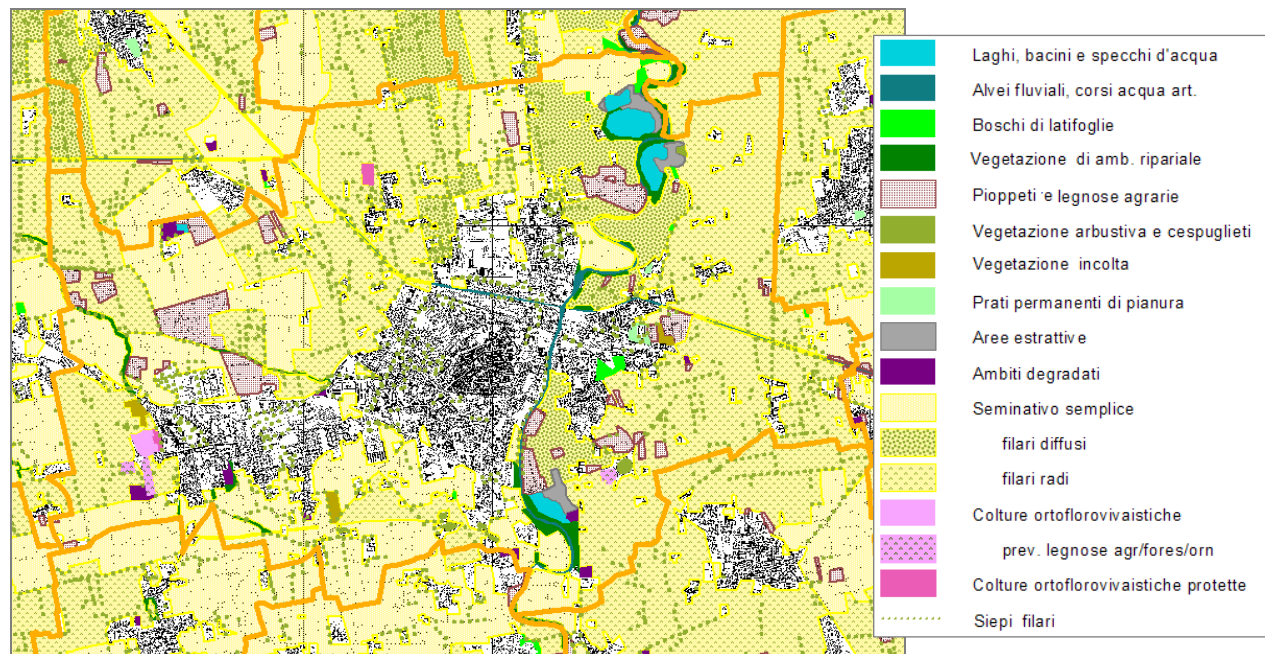 Laghi, bacini e specchi d'acqua
Alvei fluviali, corsi acqua art.
Boschi di latifoglie
Vegetazione di amb. ripariale
Pioppeti e legnose agrarie
Vegetazione arbustiva e cespuglieti
Vegetazione incolta
Prati permanenti di pianura
Aree estrattive
Ambiti degradati
Seminativo semplice
filari diffusi
filari radi
Colture ortoflorovivaistiche
prev. legnose agr/fores/orn
Colture ortoflorovivaistiche protette
Siepi filari